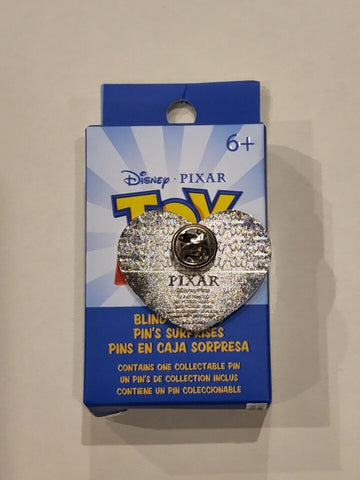 6+
Disney · PIXAR
TOY
PIXAR
BLIND
PIN'S SURPRISES
PINS EN CAJA SORPRESA
CONTAINS ONE COLLECTABLE PIN
UN PIN'S DE COLLECTION INCLUS
CONTIENE UN PIN COLECCIONABLE